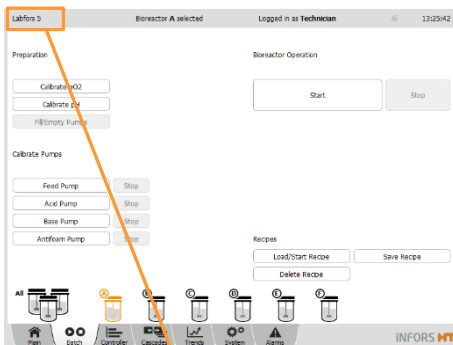 Labfors 5 Bioreactor A selected Logged in as Technician 13:25:42
Preparation Bioreactor Operation
Calibrate pO2
Start Stop
Calibrate pH
Fill/Empty Pumps
Calibrate Pumps
Feed Pump Stop
Acid Pump Stop
Base Pump Stop
Antifoam Pump Stop
Recipes
Load/Start Recipe Save Recipe
Delete Recipe
All A B C D E F
Main Batch Controller Cascades Trends System Alarms INFORS HT